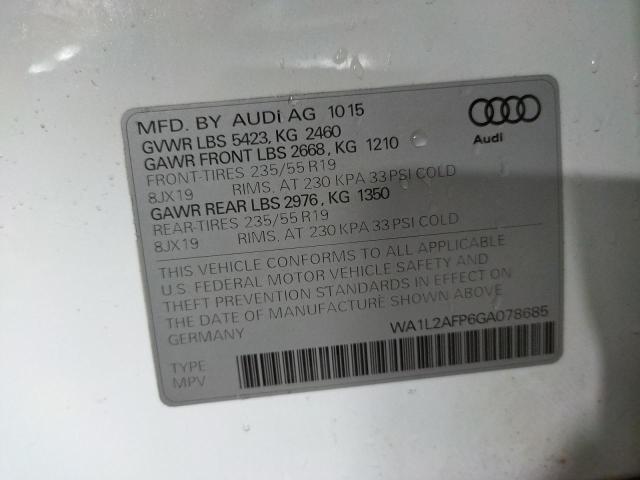 MFD. BY AUDI AG 1015
GVWR LBS 5423, KG 2460
GAWR FRONT LBS 2668, KG 1210
FRONT-TIRES 235/55 R19
8JX19 RIMS. AT 230 KPA 33 PSI COLD
GAWR REAR LBS 2976, KG 1350
REAR-TIRES 235/55 R19
8JX19 RIMS, AT 230 KPA 33 PSI COLD
Audi
THIS VEHICLE CONFORMS TO ALL APPLICABLE
U.S. FEDERAL MOTOR VEHICLE SAFETY AND
THEFT PREVENTION STANDARDS IN EFFECT ON
THE DATE OF MANUFACTURE SHOWN ABOVE.
GERMANY
WA1L2AFP6GA078685
TYPE
MPV